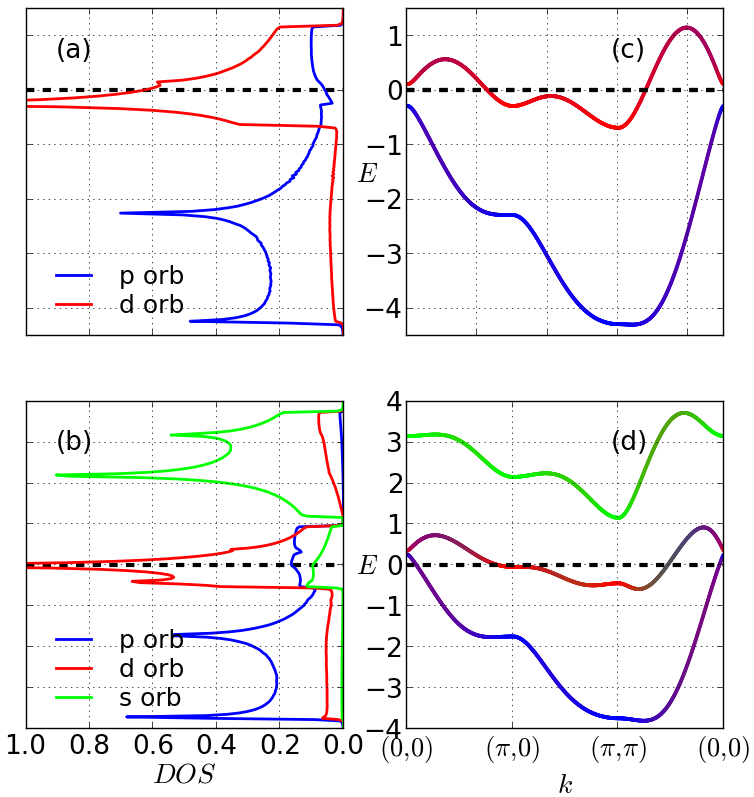 (a)
p orb
d orb
(c)
1
0
−1
−2
−3
−4
E
(b)
p orb
d orb
s orb
1.0 0.8 0.6 0.4 0.2 0.0
DOS
(d)
4
3
2
1
0
−1
−2
−3
−4
E
(0,0) (π,0) (π,π) (0,0)
k